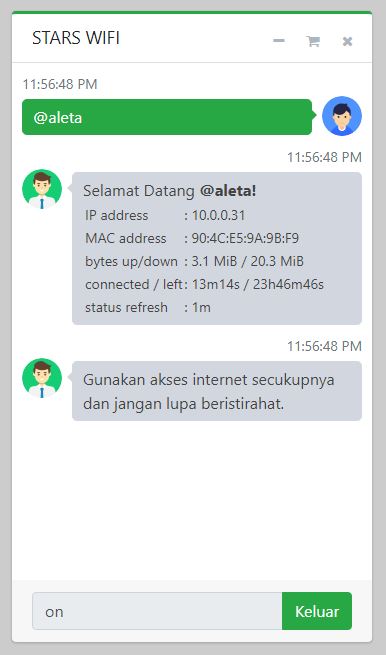 STARS WIFI
11:56:48 PM
@aleta
11:56:48 PM
Selamat Datang @aleta!
IP address : 10.0.0.31
MAC address : 90:4C:E5:9A:9B:F9
bytes up/down : 3.1 MiB / 20.3 MiB
connected / left : 13m14s / 23h46m46s
status refresh : 1m
11:56:48 PM
Gunakan akses internet secukupnya
dan jangan lupa beristirahat.
on
Keluar